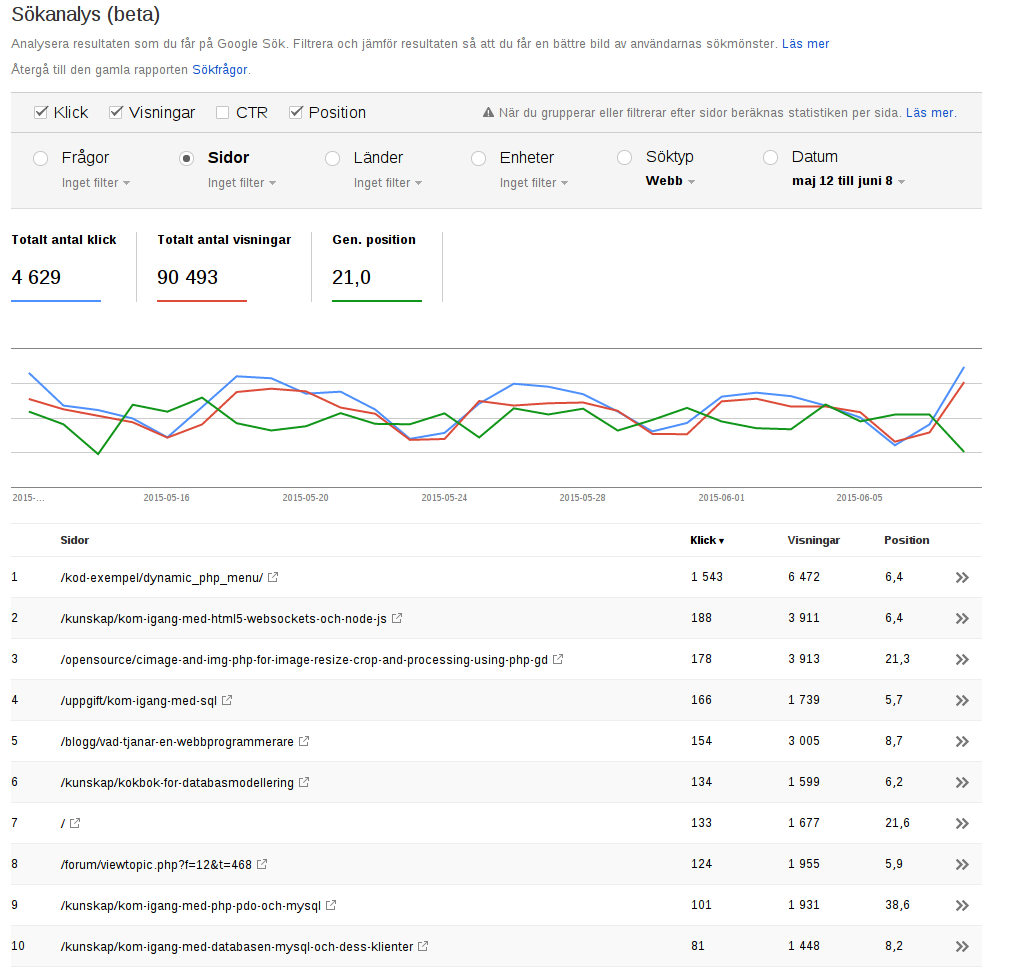 Sökanalys (beta)
Analysera resultaten som du får på Google Sök. Filtrera och jämför resultaten så att du får en bättre bild av användarnas sökmönster. Läs mer
Återgå till den gamla rapporten Sökfrågor.
Klick Visningar CTR Position När du grupperar eller filtrerar efter sidor beräknas statistiken per sida. Läs mer.
Frågor Sidor Länder Enheter Söktyp Datum
Inget filter Inget filter Inget filter Inget filter Webb maj 12 till juni 8
Totalt antal klick Totalt antal visningar Gen. position
4 629 90 493 21,0
2015-... 2015-05-16 2015-05-20 2015-05-24 2015-05-28 2015-06-01 2015-06-05
Sidor Klick▼ Visningar Position
1 /kod-exempel/dynamic_php_menu/ 1 543 6 472 6,4
2 /kunskap/kom-igang-med-html5-websockets-och-node-js 188 3 911 6,4
3 /opensource/cimage-and-img-php-for-image-resize-crop-and-processing-using-php-gd 178 3 913 21,3
4 /uppgift/kom-igang-med-sql 166 1 739 5,7
5 /blogg/vad-tjanar-en-webbprogrammerare 154 3 005 8,7
6 /kunskap/kokbok-for-databasmodellering 134 1 599 6,2
7 / 133 1 677 21,6
8 /forum/viewtopic.php?f=12&t=468 124 1 955 5,9
9 /kunskap/kom-igang-med-php-pdo-och-mysql 101 1 931 38,6
10 /kunskap/kom-igang-med-databasen-mysql-och-dess-klienter 81 1 448 8,2